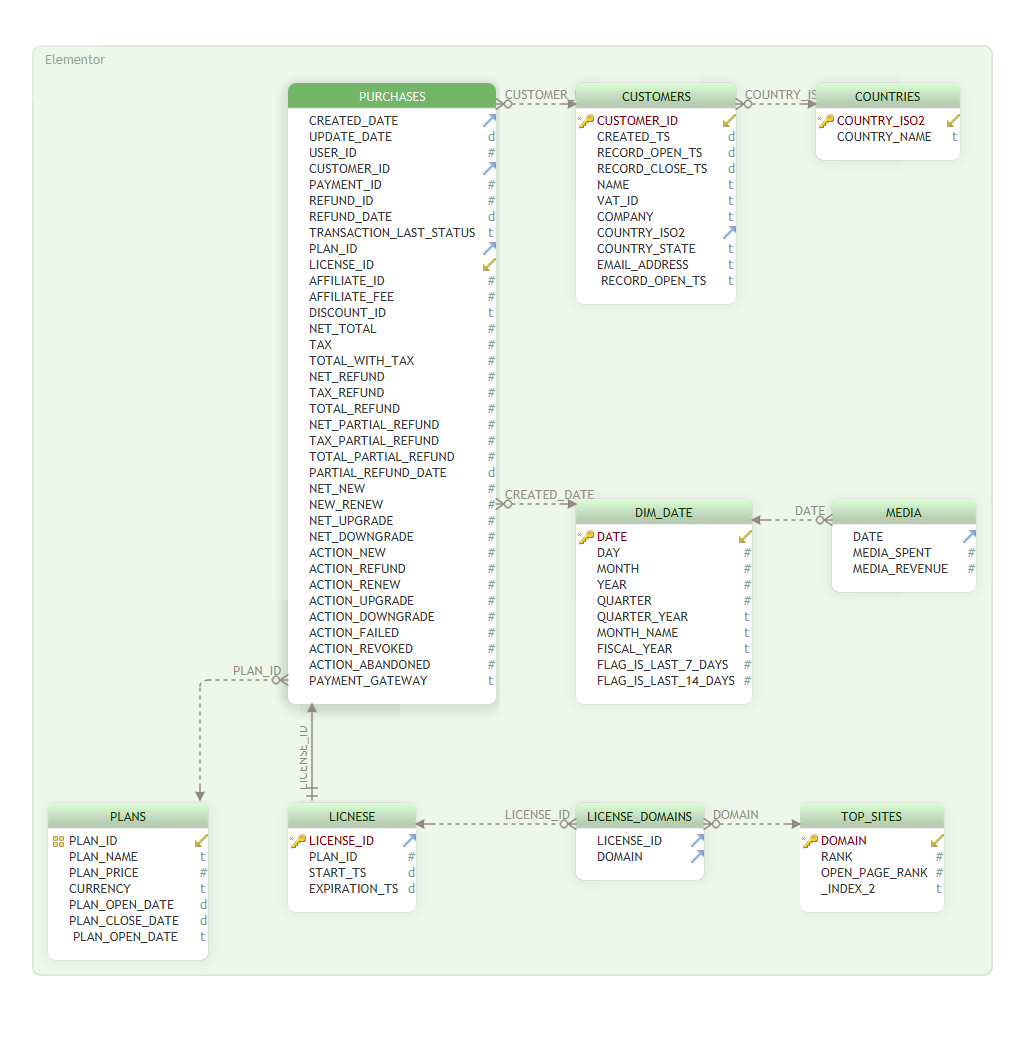 Elementor
PURCHASES
CREATED_DATE
UPDATE_DATE d
USER_ID #
CUSTOMER_ID
PAYMENT_ID #
REFUND_ID #
REFUND_DATE d
TRANSACTION_LAST_STATUS t
PLAN_ID
LICENSE_ID
AFFILIATE_ID #
AFFILIATE_FEE #
DISCOUNT_ID t
NET_TOTAL #
TAX #
TOTAL_WITH_TAX #
NET_REFUND #
TAX_REFUND #
TOTAL_REFUND #
NET_PARTIAL_REFUND #
TAX_PARTIAL_REFUND #
TOTAL_PARTIAL_REFUND #
PARTIAL_REFUND_DATE d
NET_NEW #
NEW_RENEW #
NET_UPGRADE #
NET_DOWNGRADE #
ACTION_NEW #
ACTION_REFUND #
ACTION_RENEW #
ACTION_UPGRADE #
ACTION_DOWNGRADE #
ACTION_FAILED #
ACTION_REVOKED #
ACTION_ABANDONED #
PAYMENT_GATEWAY t
CUSTOMER_
CUSTOMERS
CUSTOMER_ID
CREATED_TS d
RECORD_OPEN_TS d
RECORD_CLOSE_TS d
NAME t
VAT_ID t
COMPANY t
COUNTRY_ISO2
COUNTRY_STATE t
EMAIL_ADDRESS t
RECORD_OPEN_TS t
COUNTRY_IS
COUNTRIES
COUNTRY_ISO2
COUNTRY_NAME t
CREATED_DATE
DIM_DATE
DATE
DAY #
MONTH #
YEAR #
QUARTER #
QUARTER_YEAR t
MONTH_NAME t
FISCAL_YEAR t
FLAG_IS_LAST_7_DAYS #
FLAG_IS_LAST_14_DAYS #
DATE
MEDIA
DATE
MEDIA_SPENT #
MEDIA_REVENUE #
PLAN_ID
LICENSE_ID
PLANS
PLAN_ID
PLAN_NAME t
PLAN_PRICE #
CURRENCY t
PLAN_OPEN_DATE d
PLAN_CLOSE_DATE d
PLAN_OPEN_DATE t
LICNESE
LICENSE_ID
PLAN_ID #
START_TS d
EXPIRATION_TS d
LICENSE_ID
LICENSE_DOMAINS
LICENSE_ID
DOMAIN
DOMAIN
TOP_SITES
DOMAIN
RANK #
OPEN_PAGE_RANK #
_INDEX_2 t